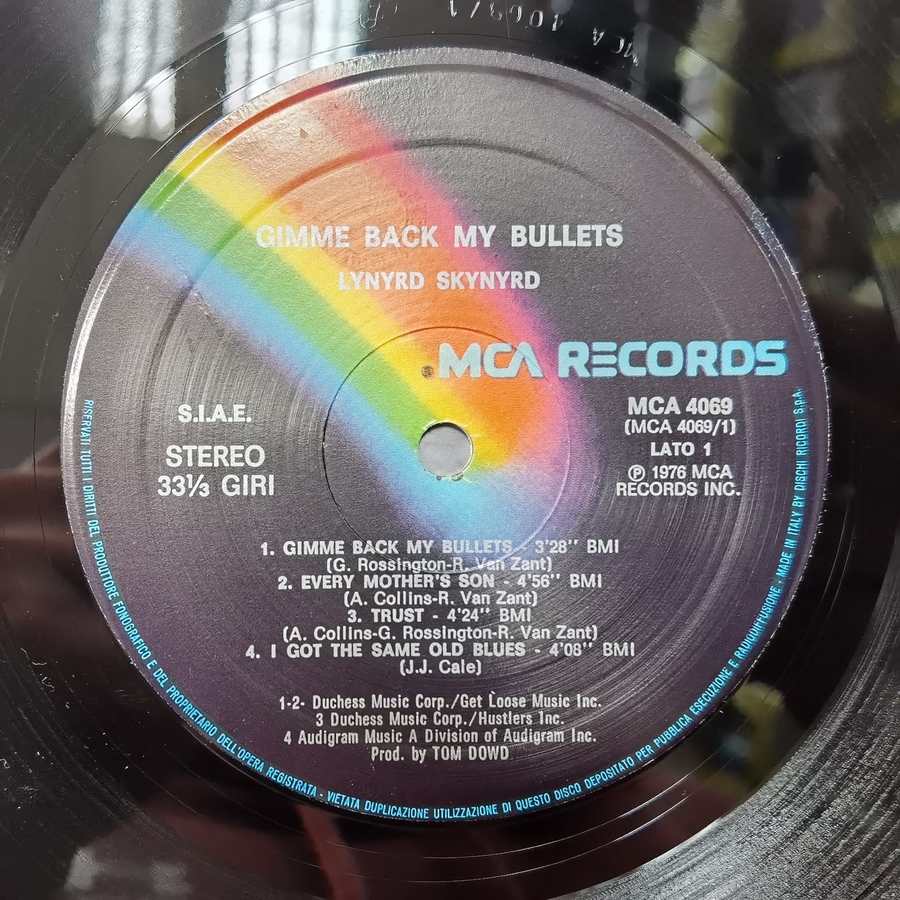 MCA 4069/1
GIMME BACK MY BULLETS
LYNYRD SKYNYRD
MCA RECORDS
S.I.A.E.
STEREO
33⅓ GIRI
MCA 4069
(MCA 4069/1)
LATO 1
℗ 1976 MCA
RECORDS INC.
1. GIMME BACK MY BULLETS - 3'28'' BMI
(G. Rossington-R. Van Zant)
2. EVERY MOTHER'S SON - 4'56'' BMI
(A. Collins-R. Van Zant)
3. TRUST - 4'24'' BMI
(A. Collins-G. Rossington-R. Van Zant)
4. I GOT THE SAME OLD BLUES - 4'08'' BMI
(J.J. Cale)
1-2- Duchess Music Corp./Get Loose Music Inc.
3 Duchess Music Corp./Hustlers Inc.
4 Audigram Music A Division of Audigram Inc.
Prod. by TOM DOWD
RISERVATI TUTTI I DIRITTI DEL PRODUTTORE FONOGRAFICO E DEL PROPRIETARIO DELL'OPERA REGISTRATA - VIETATA DUPLICAZIONE UTILIZZAZIONE DI QUESTO DISCO DEPOSITATO PER PUBBLICA ESECUZIONE E RADIODIFFUSIONE - MADE IN ITALY BY DISCHI RICORDI S.p.A.